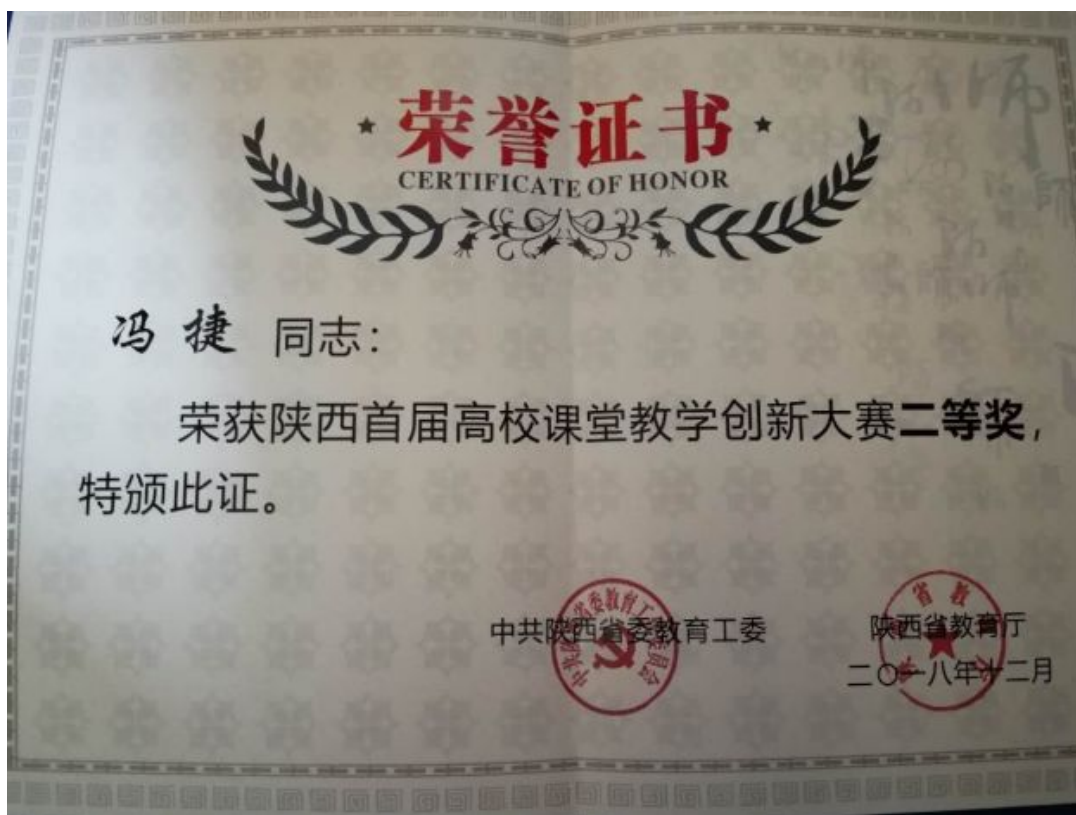 荣誉证书
CERTIFICATE OF HONOR
冯捷 同志：
荣获陕西首届高校课堂教学创新大赛二等奖，
特颁此证。
中共陕西省委教育工委 陕西省教育厅
二〇一八年十二月